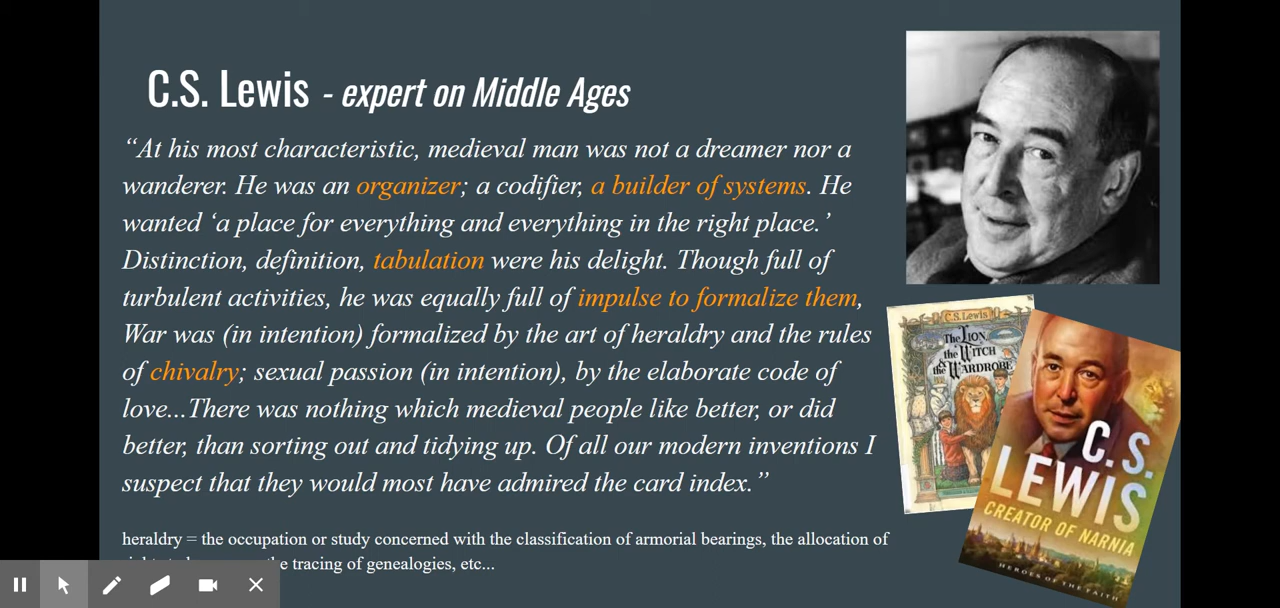 C.S. Lewis - expert on Middle Ages
“At his most characteristic, medieval man was not a dreamer nor a
wanderer. He was an organizer; a codifier, a builder of systems. He
wanted ‘a place for everything and everything in the right place.’
Distinction, definition, tabulation were his delight. Though full of
turbulent activities, he was equally full of impulse to formalize them,
War was (in intention) formalized by the art of heraldry and the rules
of chivalry; sexual passion (in intention), by the elaborate code of
love...There was nothing which medieval people like better, or did
better, than sorting out and tidying up. Of all our modern inventions I
suspect that they would most have admired the card index.”
heraldry = the occupation or study concerned with the classification of armorial bearings, the allocation of
the tracing of genealogies, etc...
C.S. Lewis
The Lion,
the Witch
& the Wardrobe
C. S.
LEWIS
CREATOR OF NARNIA
HEROES OF THE FAITH